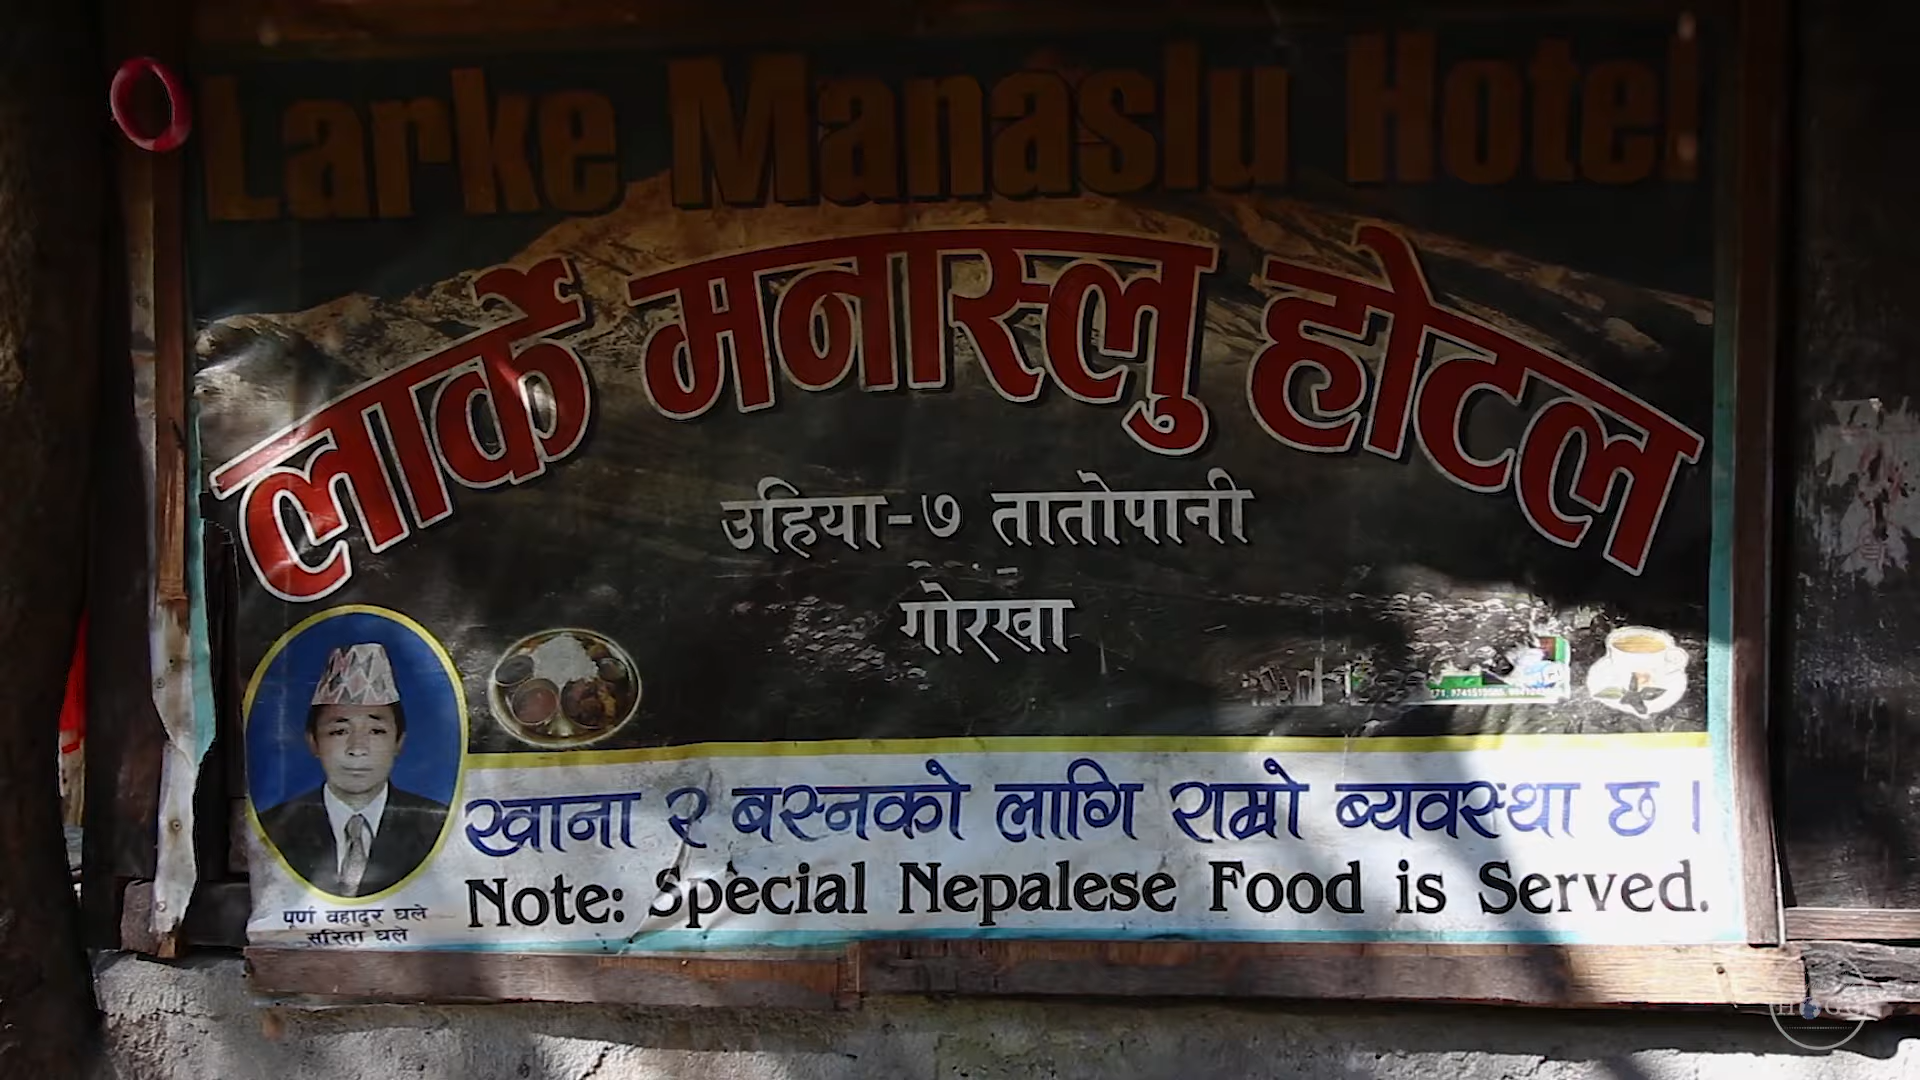 Larke Manaslu Hotel
लार्के मनास्लु होटल
उहिया-७ तातोपानी
गोरखा
खाना र बस्नको लागि राम्रो ब्यवस्था छ ।
Note: Special Nepalese Food is Served.
पूर्ण वहादुर घले
सरिता घले